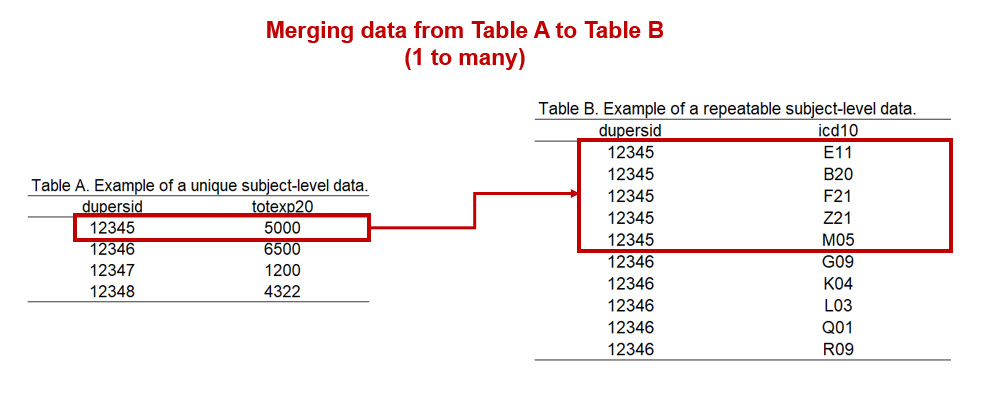 Merging data from Table A to Table B
(1 to many)
Table A. Example of a unique subject-level data.
dupersid totexp20
12345 5000
12346 6500
12347 1200
12348 4322
Table B. Example of a repeatable subject-level data.
dupersid icd10
12345 E11
12345 B20
12345 F21
12345 Z21
12345 M05
12346 G09
12346 K04
12346 L03
12346 Q01
12346 R09